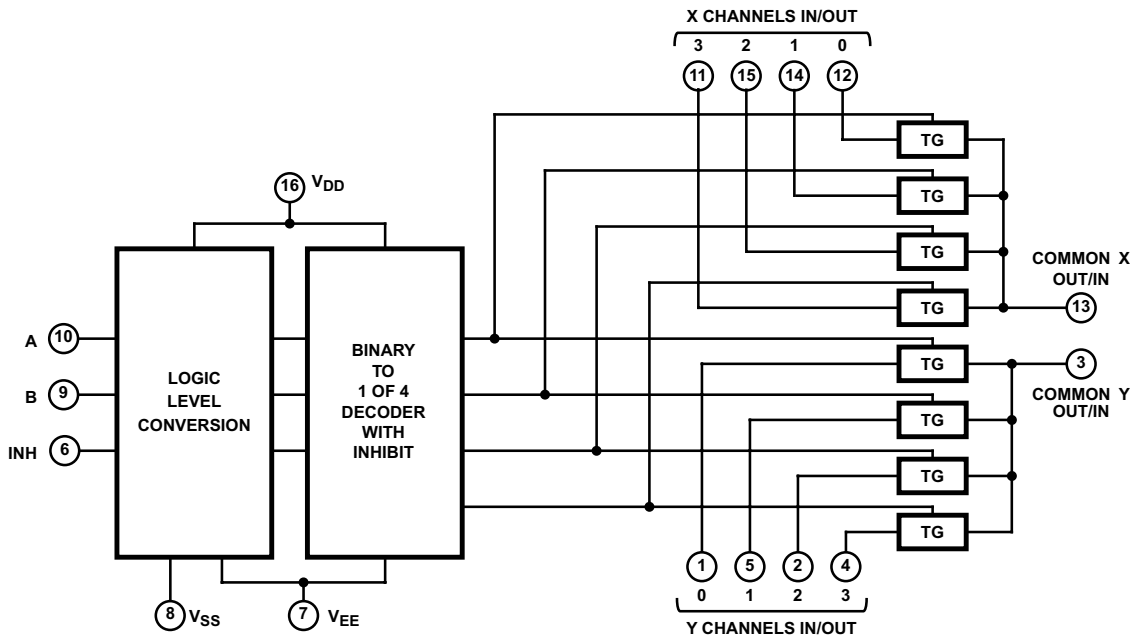 X CHANNELS IN/OUT
3 2 1 0
11 15 14 12
TG
16 VDD
TG
TG
COMMON X
OUT/IN
TG
13
A 10
LOGIC
LEVEL
CONVERSION
BINARY
TO
1 OF 4
DECODER
WITH
INHIBIT
TG
3
COMMON Y
OUT/IN
B 9
TG
INH 6
TG
TG
1 5 2 4
0 1 2 3
8 VSS
7 VEE
Y CHANNELS IN/OUT